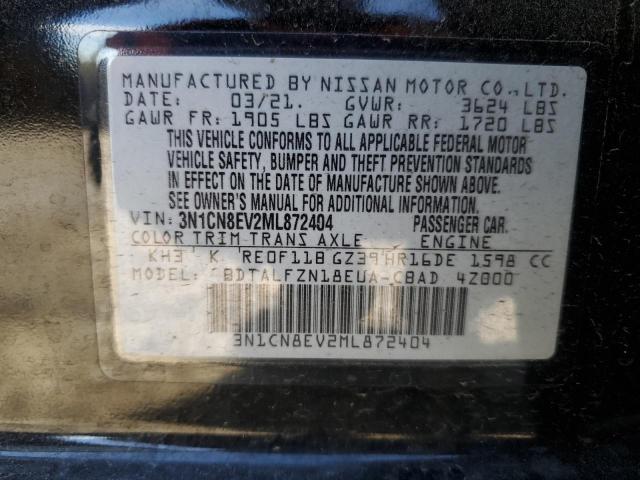 MANUFACTURED BY NISSAN MOTOR CO., LTD.
DATE: 03/21. GVWR: 3624 LBS
GAWR FR: 1905 LBS GAWR RR: 1720 LBS
THIS VEHICLE CONFORMS TO ALL APPLICABLE FEDERAL MOTOR
VEHICLE SAFETY, BUMPER AND THEFT PREVENTION STANDARDS
IN EFFECT ON THE DATE OF MANUFACTURE SHOWN ABOVE.
SEE OWNER'S MANUAL FOR ADDITIONAL INFORMATION.
VIN: 3N1CN8EV2ML872404 PASSENGER CAR.
COLOR TRIM TRANS AXLE ENGINE
KH3 K RE0F11B GZ39 HR16DE 1598 CC
MODEL: BDTALFZN18EUA-CBAD 4Z000
3N1CN8EV2ML872404